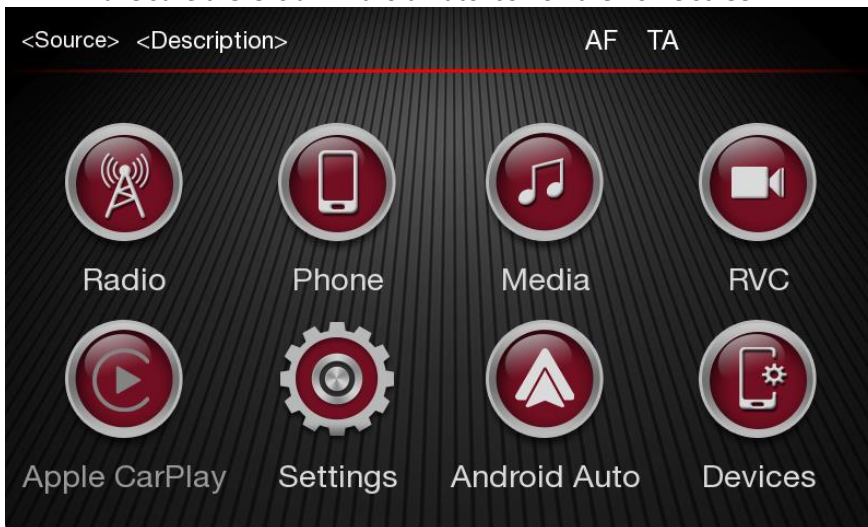 <Source> <Description> AF TA
Radio Phone Media RVC
Apple CarPlay Settings Android Auto Devices